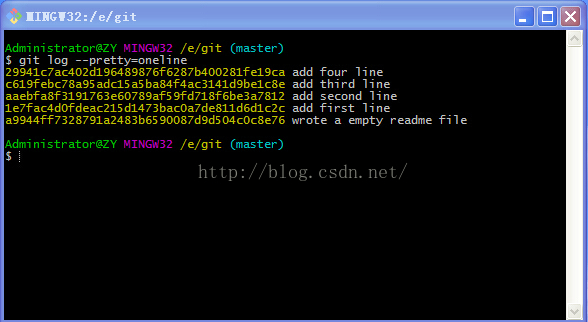 MINGW32:/e/git
Administrator@ZY MINGW32 /e/git (master)
$ git log --pretty=oneline
29941c7ac402d196489876f6287b400281fe19ca add four line
c619febc78a95adc15a5ba84f4ac3141d9be1c8e add third line
aaebfa8f3191763e60789af59fd718f6be3a7812 add second line
1e7fac4d0fdeac215d1473bac0a7de811d6d1c2c add first line
a9944ff7328791a2483b6590087d9d504c0c8e76 wrote a empty readme file
Administrator@ZY MINGW32 /e/git (master)
$
http://blog.csdn.net/